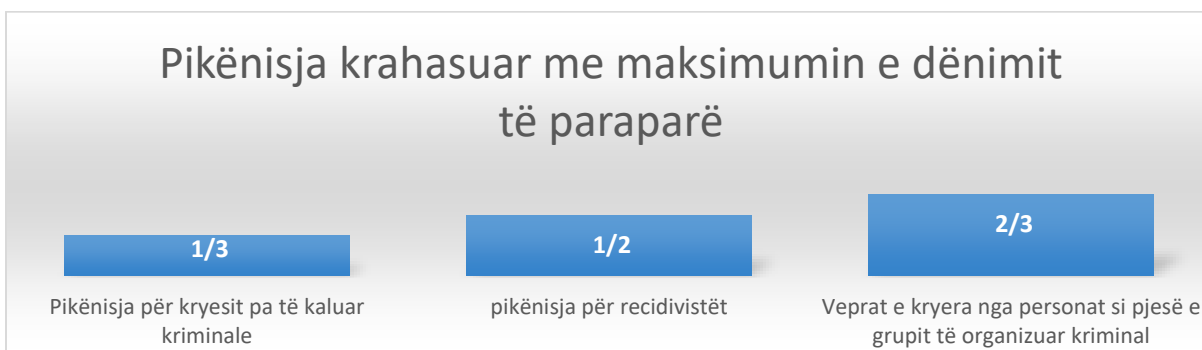 Pikënisja krahasuar me maksimumin e dënimit
të paraparë
1/3
1/2
2/3
Pikënisja për kryesit pa të kaluar
kriminale
pikënisja për recidivistët
Veprat e kryera nga personat si pjesë e
grupit të organizuar kriminal